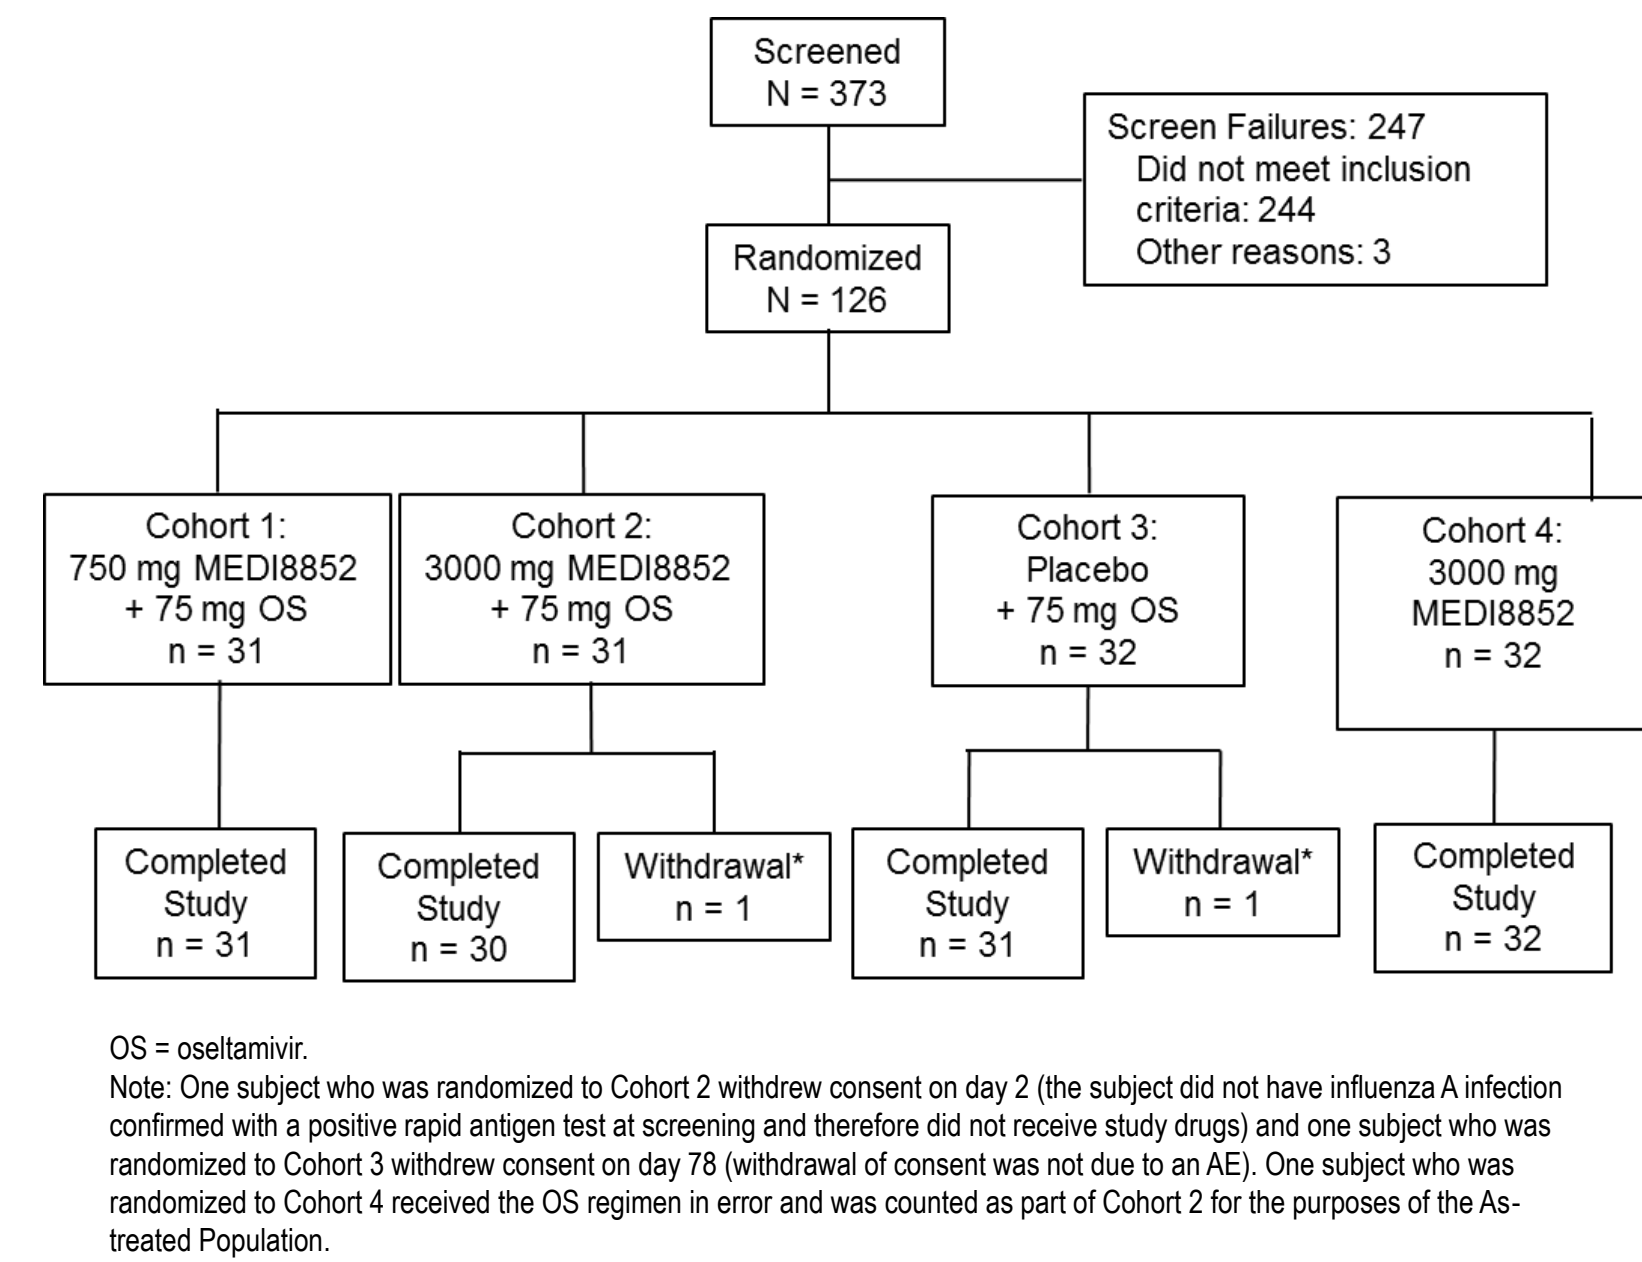 Screened
N = 373
Screen Failures: 247
Did not meet inclusion
criteria: 244
Other reasons: 3
Randomized
N = 126
Cohort 1:
750 mg MEDI8852
+ 75 mg OS
n = 31
Cohort 2:
3000 mg MEDI8852
+ 75 mg OS
n = 31
Cohort 3:
Placebo
+ 75 mg OS
n = 32
Cohort 4:
3000 mg
MEDI8852
n = 32
Completed
Study
n = 31
Completed
Study
n = 30
Withdrawal*
n = 1
Completed
Study
n = 31
Withdrawal*
n = 1
Completed
Study
n = 32
OS = oseltamivir.
Note: One subject who was randomized to Cohort 2 withdrew consent on day 2 (the subject did not have influenza A infection
confirmed with a positive rapid antigen test at screening and therefore did not receive study drugs) and one subject who was
randomized to Cohort 3 withdrew consent on day 78 (withdrawal of consent was not due to an AE). One subject who was
randomized to Cohort 4 received the OS regimen in error and was counted as part of Cohort 2 for the purposes of the As-
treated Population.